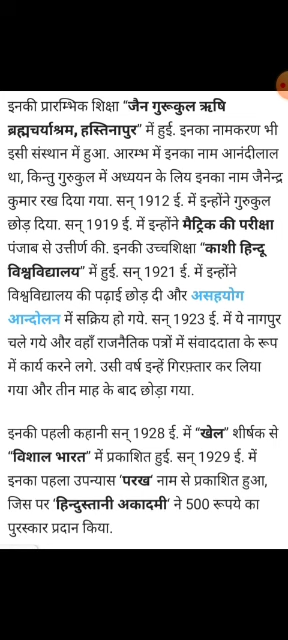 इनकी प्रारम्भिक शिक्षा “जैन गुरूकुल ऋषि
ब्रह्मचर्याश्रम, हस्तिनापुर” में हुई. इनका नामकरण भी
इसी संस्थान में हुआ. आरम्भ में इनका नाम आनंदीलाल
था, किन्तु गुरुकुल में अध्ययन के लिय इनका नाम जैनेन्द्र
कुमार रख दिया गया. सन् 1912 ई. में इन्होंने गुरुकुल
छोड़ दिया. सन् 1919 ई. में इन्होंने मैट्रिक की परीक्षा
पंजाब से उत्तीर्ण की. इनकी उच्चशिक्षा “काशी हिन्दू
विश्वविद्यालय” में हुई. सन् 1921 ई. में इन्होंने
विश्वविद्यालय की पढ़ाई छोड़ दी और असहयोग
आन्दोलन में सक्रिय हो गये. सन् 1923 ई. में ये नागपुर
चले गये और वहाँ राजनैतिक पत्रों में संवाददाता के रूप
में कार्य करने लगे. उसी वर्ष इन्हें गिरफ़्तार कर लिया
गया और तीन माह के बाद छोड़ा गया.
इनकी पहली कहानी सन् 1928 ई. में “खेल” शीर्षक से
“विशाल भारत” में प्रकाशित हुई. सन् 1929 ई. में
इनका पहला उपन्यास ‘परख‘ नाम से प्रकाशित हुआ,
जिस पर ‘हिन्दुस्तानी अकादमी‘ ने 500 रूपये का
पुरस्कार प्रदान किया.